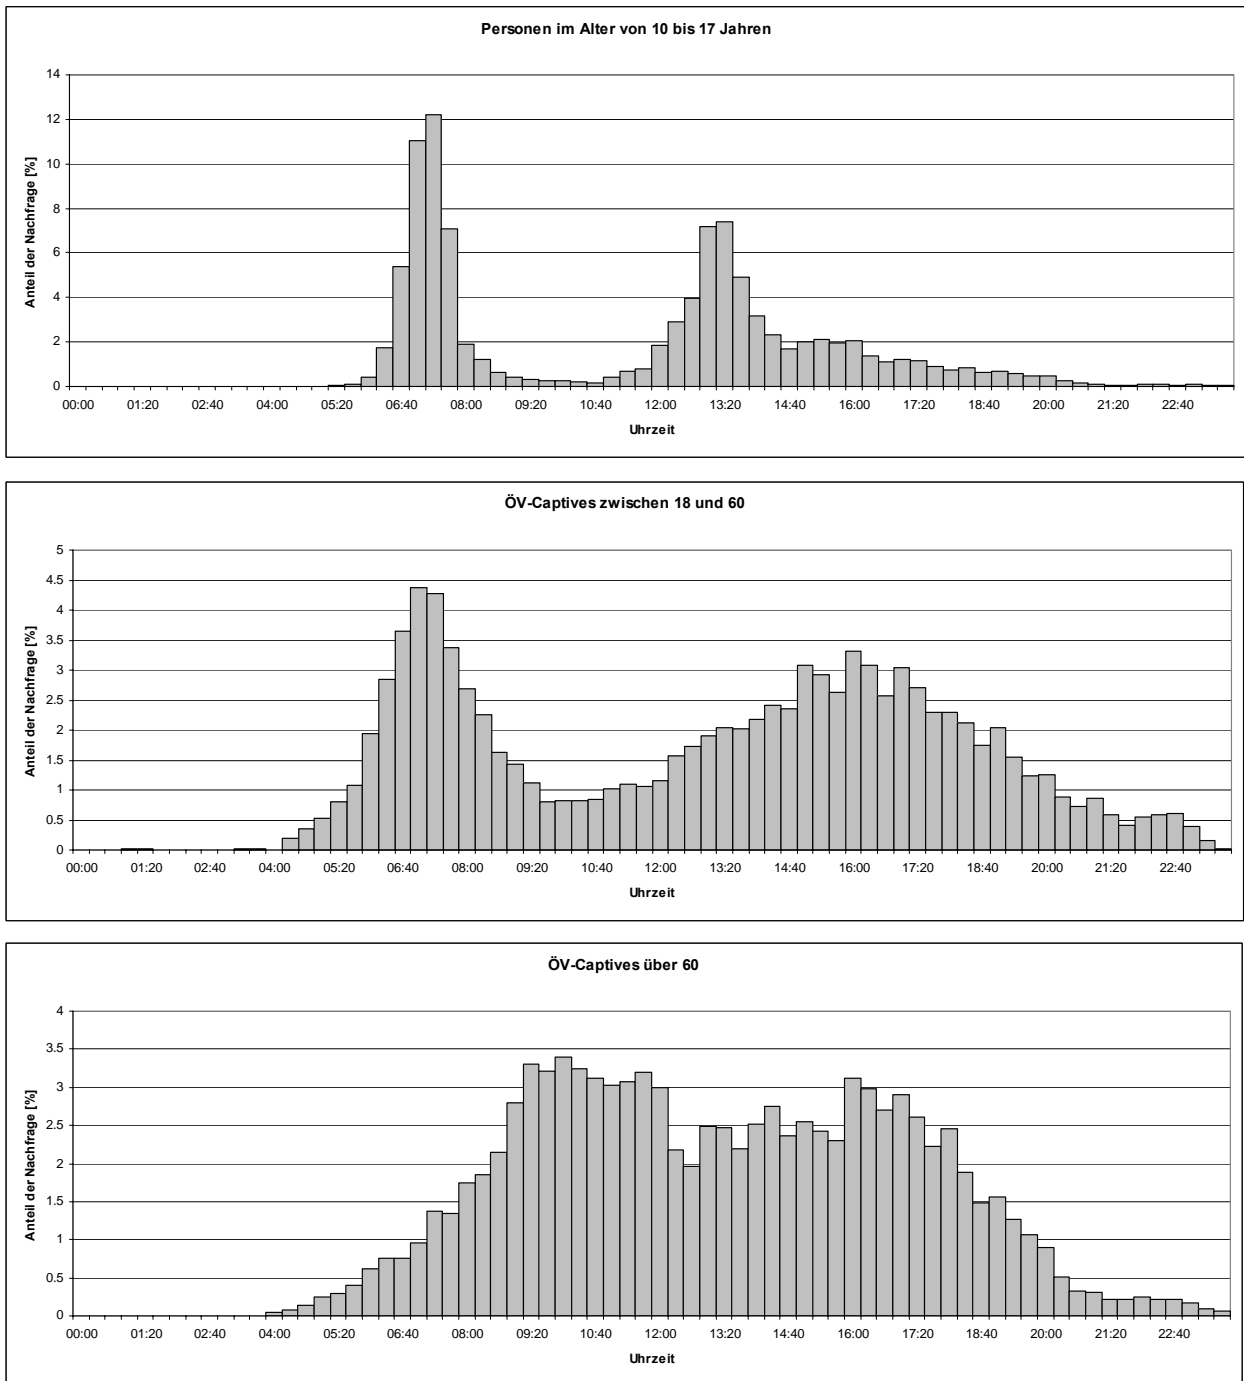 Personen im Alter von 10 bis 17 Jahren
14
12
10
8
6
4
2
0
Anteil der Nachfrage [%]
00:00 01:20 02:40 04:00 05:20 06:40 08:00 09:20 10:40 12:00 13:20 14:40 16:00 17:20 18:40 20:00 21:20 22:40
Uhrzeit
ÖV-Captives zwischen 18 und 60
5
4.5
4
3.5
3
2.5
2
1.5
1
0.5
0
Anteil der Nachfrage [%]
00:00 01:20 02:40 04:00 05:20 06:40 08:00 09:20 10:40 12:00 13:20 14:40 16:00 17:20 18:40 20:00 21:20 22:40
Uhrzeit
ÖV-Captives über 60
4
3.5
3
2.5
2
1.5
1
0.5
0
Anteil der Nachfrage [%]
00:00 01:20 02:40 04:00 05:20 06:40 08:00 09:20 10:40 12:00 13:20 14:40 16:00 17:20 18:40 20:00 21:20 22:40
Uhrzeit